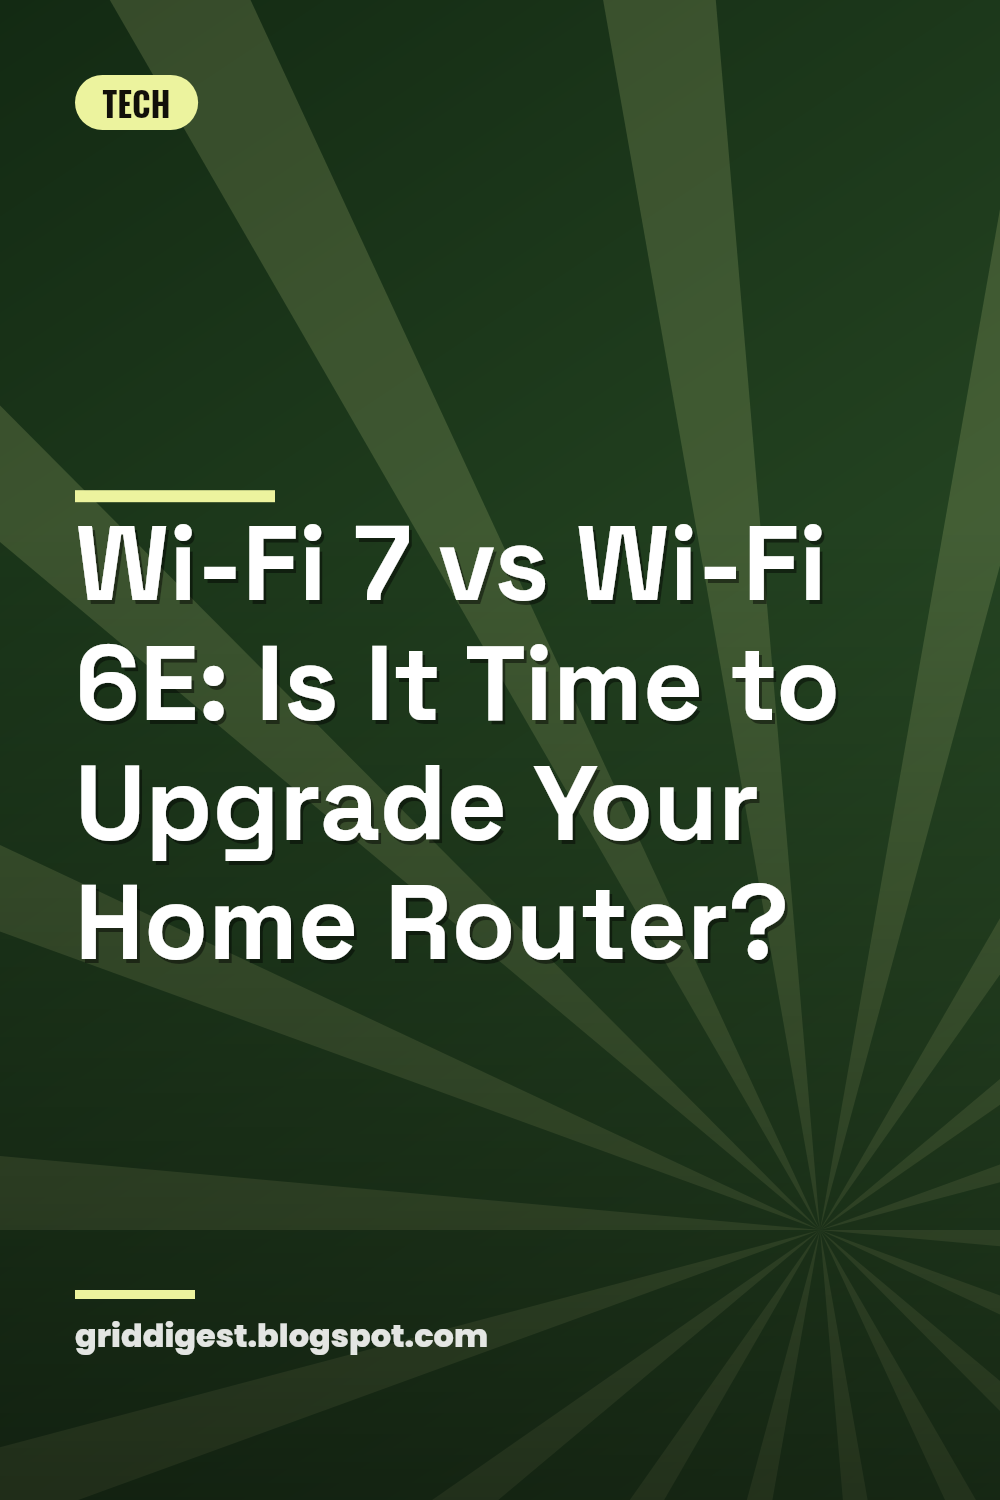 TECH
Wi-Fi 7 vs Wi-Fi
6E: Is It Time to
Upgrade Your
Home Router?
griddigest.blogspot.com